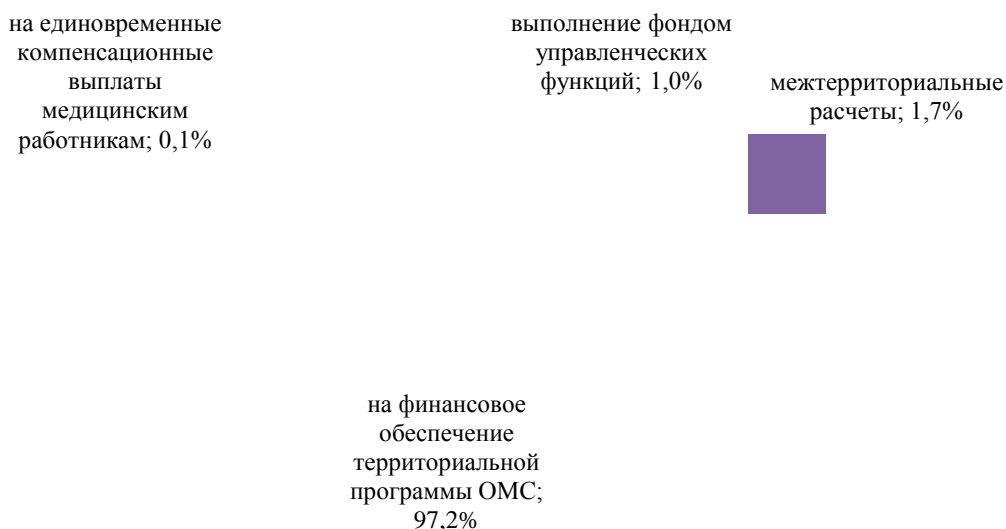 на единовременные
компенсационные
выплаты
медицинским
работникам; 0,1%
выполнение фондом
управленческих
функций; 1,0%
межтерриториальные
расчеты; 1,7%
на финансовое
обеспечение
территориальной
программы ОМС;
97,2%